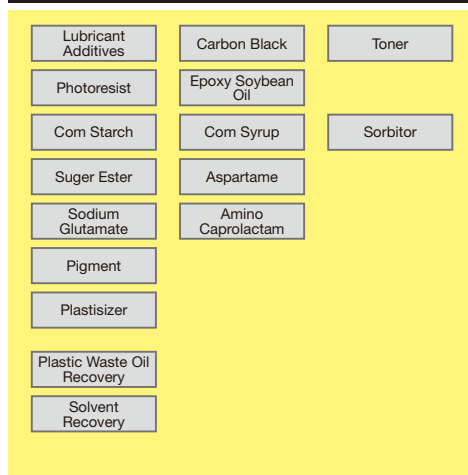 Lubricant
Additives
Carbon Black
Toner
Photoresist
Epoxy Soybean
Oil
Com Starch
Com Syrup
Sorbitor
Suger Ester
Aspartame
Sodium
Glutamate
Amino
Caprolactam
Pigment
Plastisizer
Plastic Waste Oil
Recovery
Solvent
Recovery